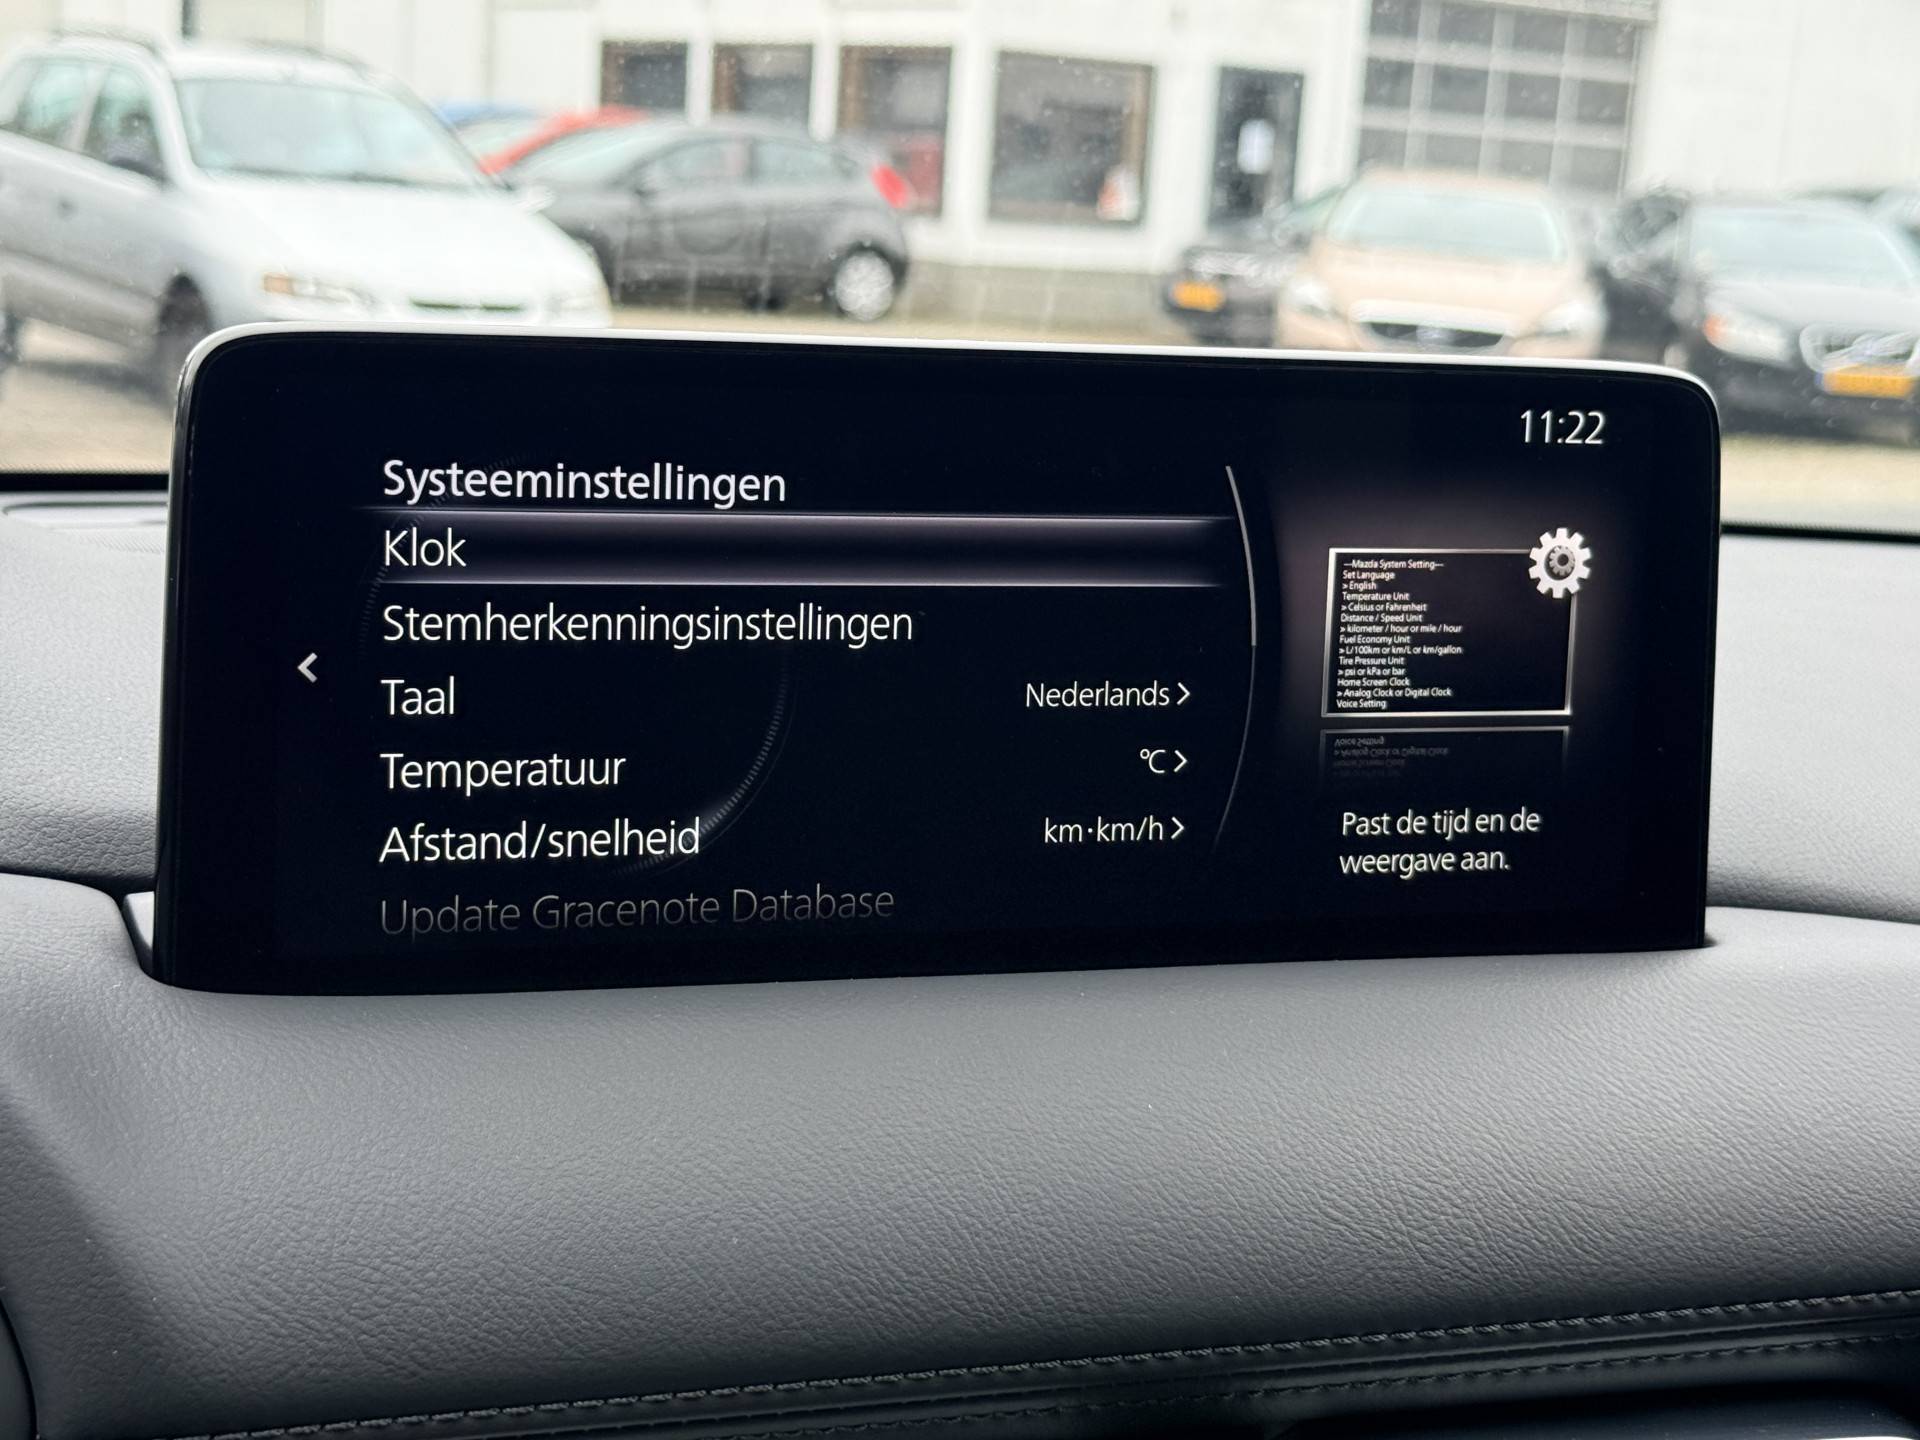 11:22
Systeeminstellingen
Klok
Stemherkenningsinstellingen
Taal Nederlands >
Temperatuur °C >
Afstand/snelheid km·km/h >
Update Gracenote Database
—Mazda System Setting—
Set Language
> English
Temperature Unit
> Celsius or Fahrenheit
Distance / Speed Unit
> kilometer / hour or mile / hour
Fuel Economy Unit
> L/100km or km/L or km/gallon
Tire Pressure Unit
> psi or kPa or bar
Home Screen Clock
> Analog Clock or Digital Clock
Voice Setting
Past de tijd en de
weergave aan.